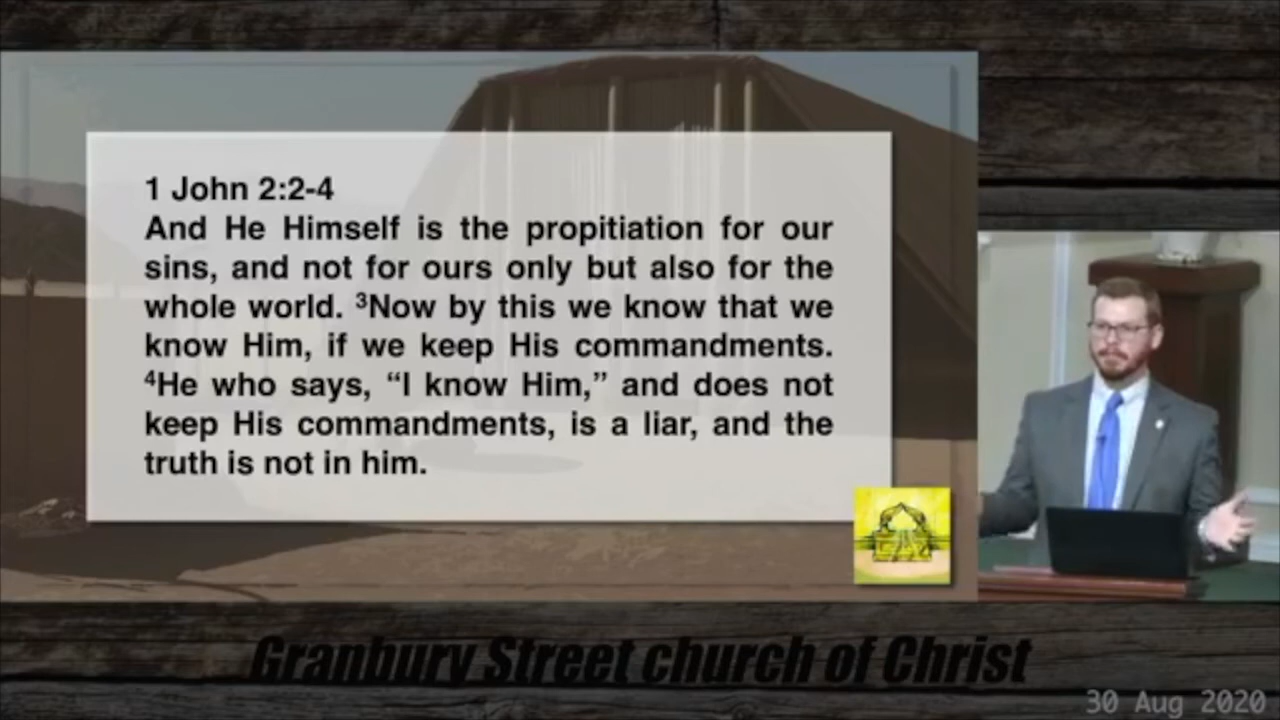 1 John 2:2-4
And He Himself is the propitiation for our
sins, and not for ours only but also for the
whole world. ³Now by this we know that we
know Him, if we keep His commandments.
⁴He who says, “I know Him,” and does not
keep His commandments, is a liar, and the
truth is not in him.
Granbury Street church of Christ
30 Aug 2020